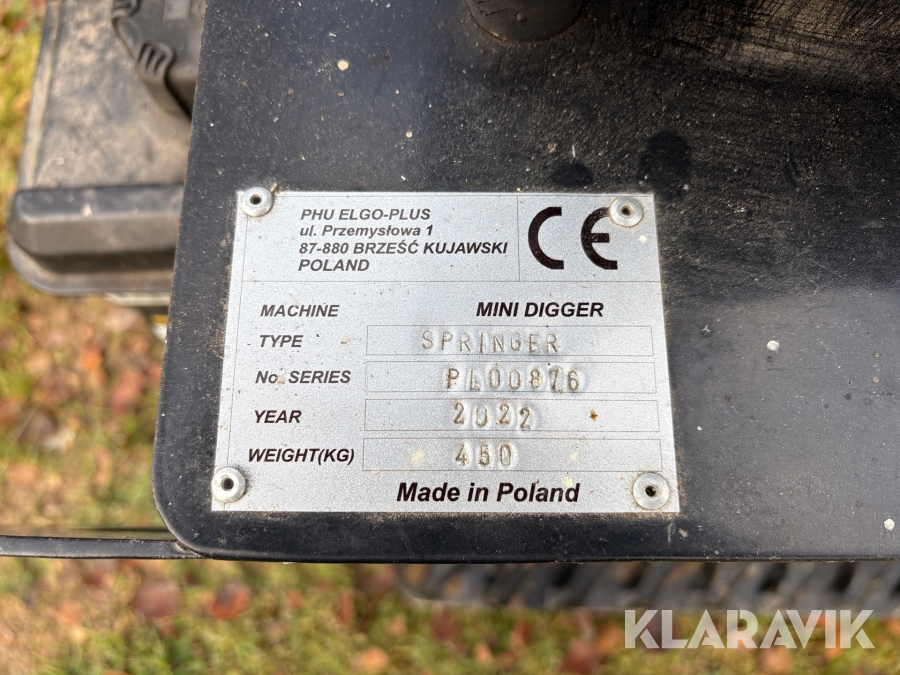 PHU ELGO-PLUS
ul. Przemysłowa 1
87-880 BRZEŚĆ KUJAWSKI
POLAND
CE
MACHINE MINI DIGGER
TYPE SPRINGER
No. SERIES PL00876
YEAR 2022
WEIGHT(KG) 450
Made in Poland
KLARAVIK